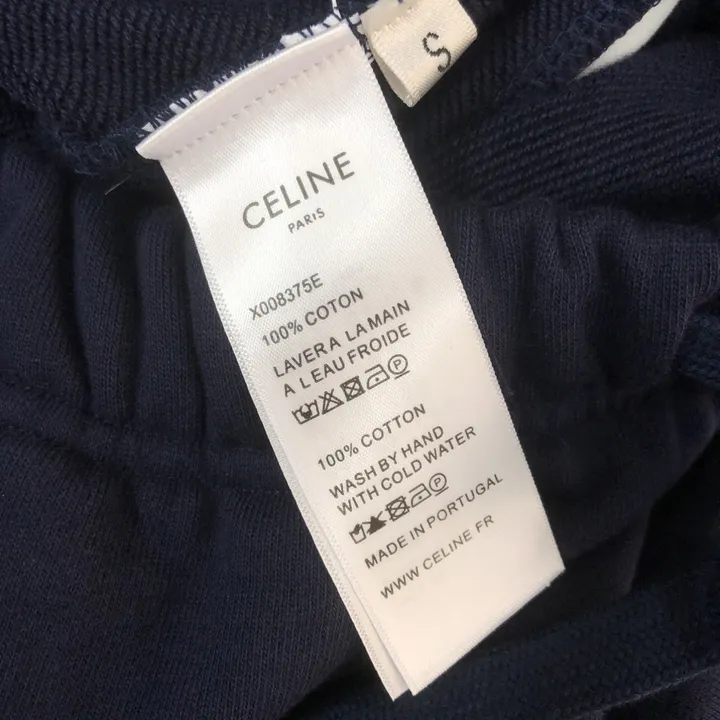 S
CELINE
PARIS
X008375E
100% COTON
LAVER A LA MAIN
A L EAU FROIDE
P
100% COTTON
WASH BY HAND
WITH COLD WATER
P
MADE IN PORTUGAL
WWW CELINE FR